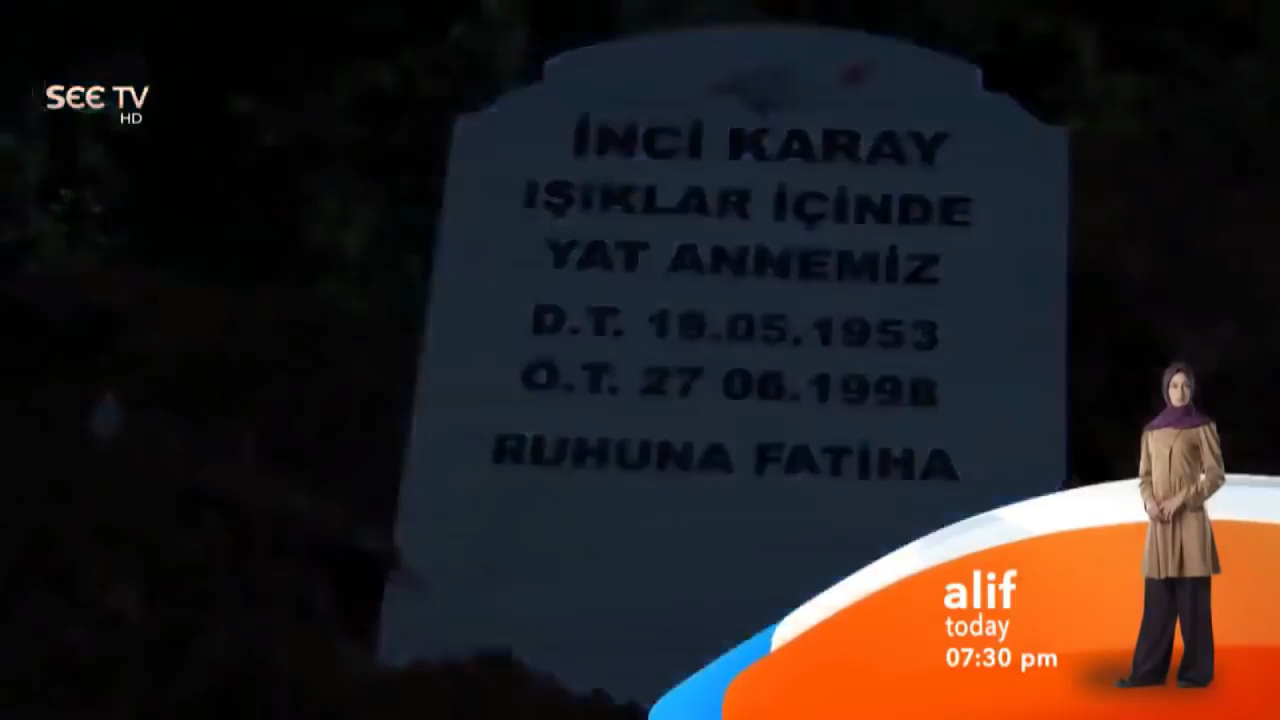 SEE TV
HD
İNCİ KARAY
IŞIKLAR İÇİNDE
YAT ANNEMİZ
D.T. 18.05.1953
Ö.T. 27 06.1998
RUHUNA FATİHA
alif
today
07:30 pm